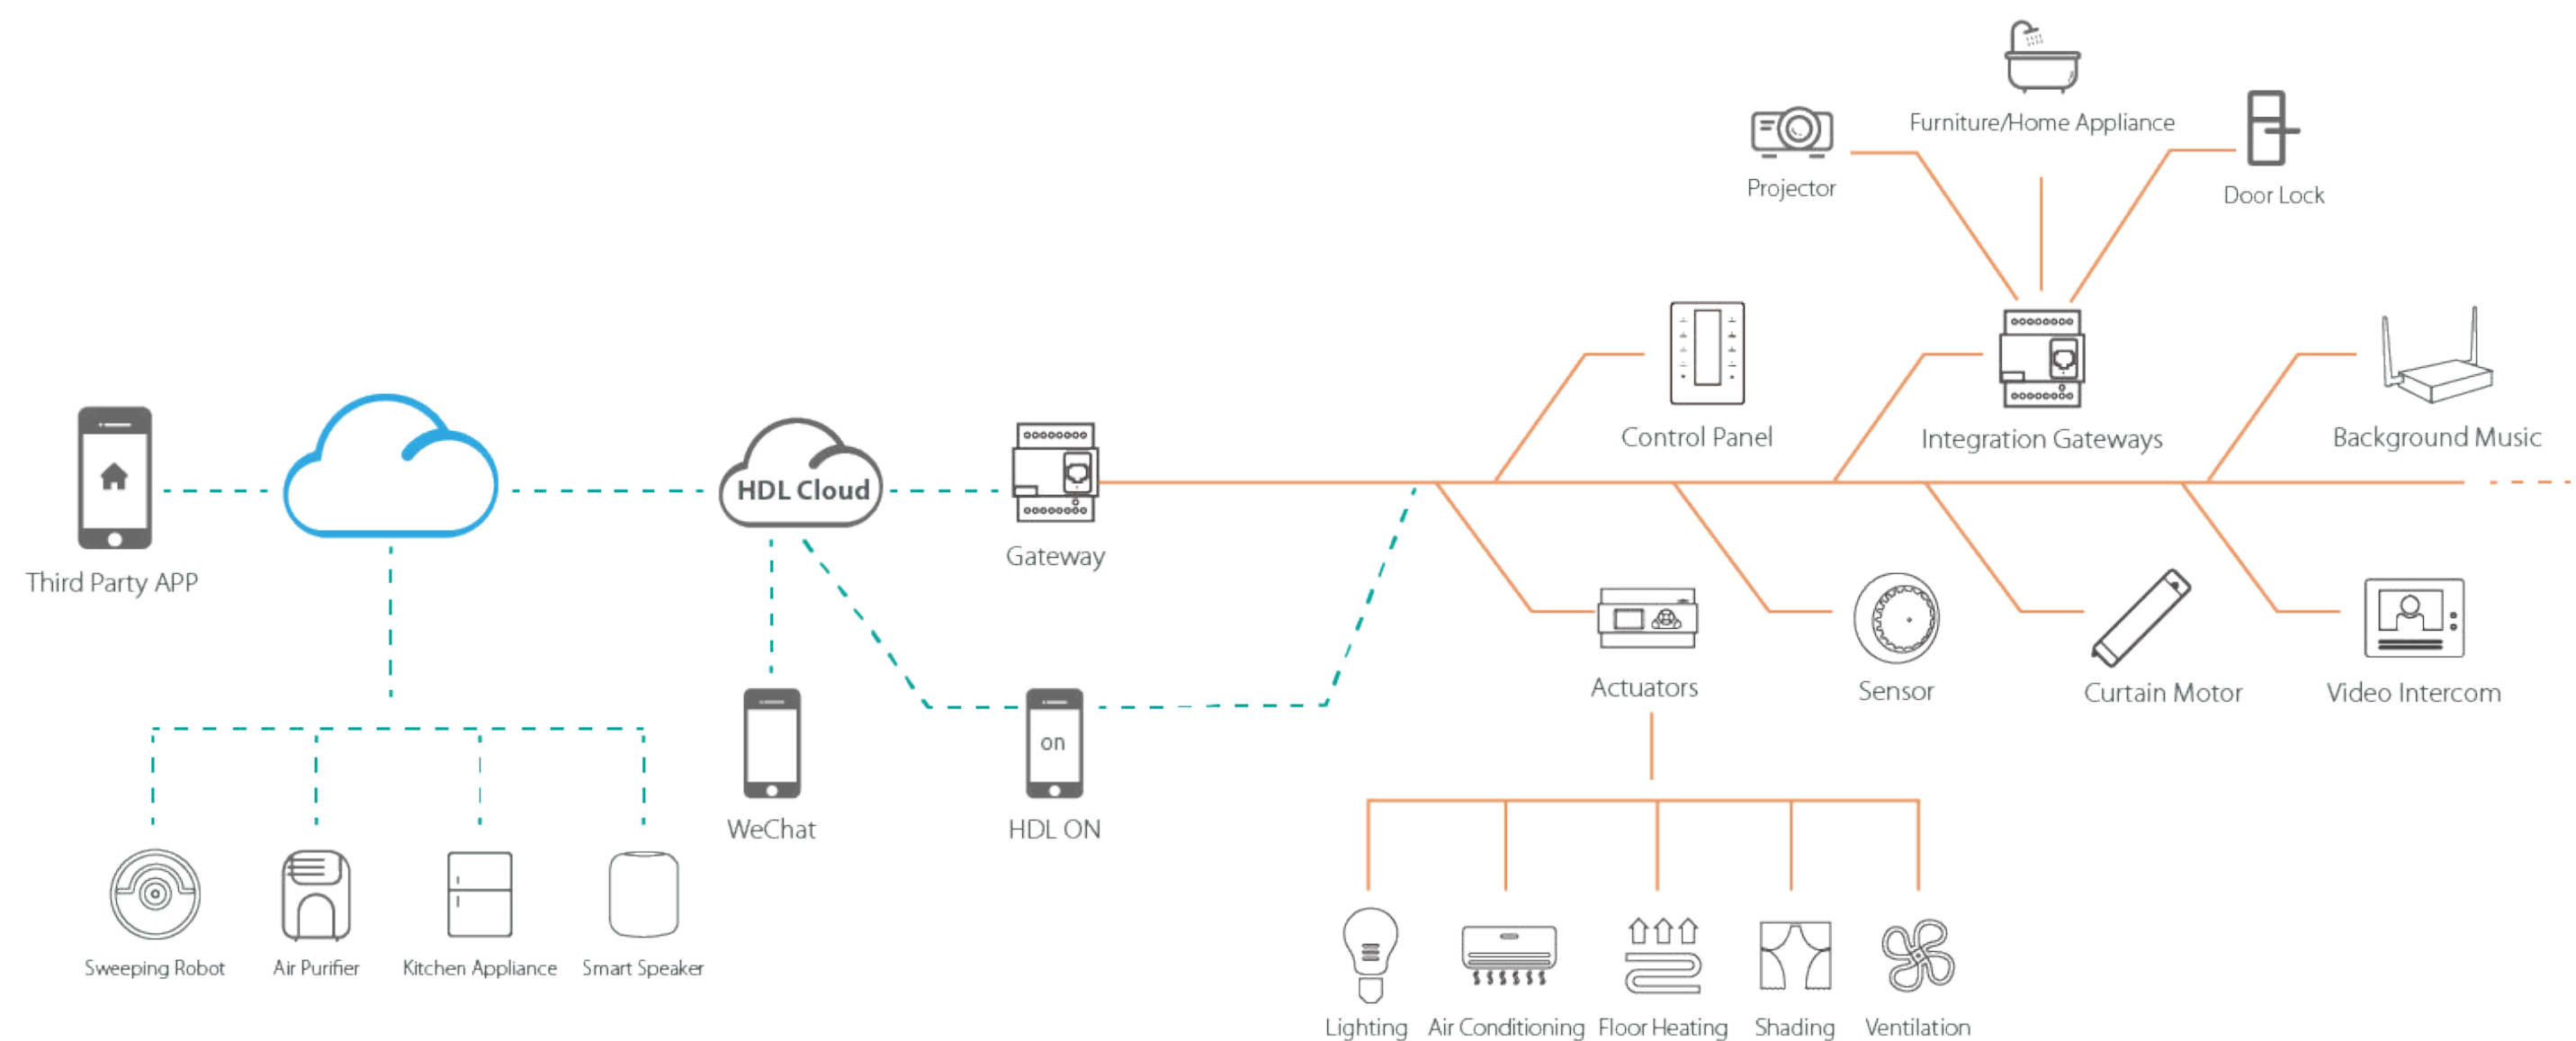 Furniture/Home Appliance
Projector
Door Lock
Control Panel
Integration Gateways
Background Music
HDL Cloud
Gateway
Third Party APP
Actuators
Sensor
Curtain Motor
Video Intercom
on
WeChat
HDL ON
Sweeping Robot
Air Purifier
Kitchen Appliance
Smart Speaker
Lighting
Air Conditioning
Floor Heating
Shading
Ventilation